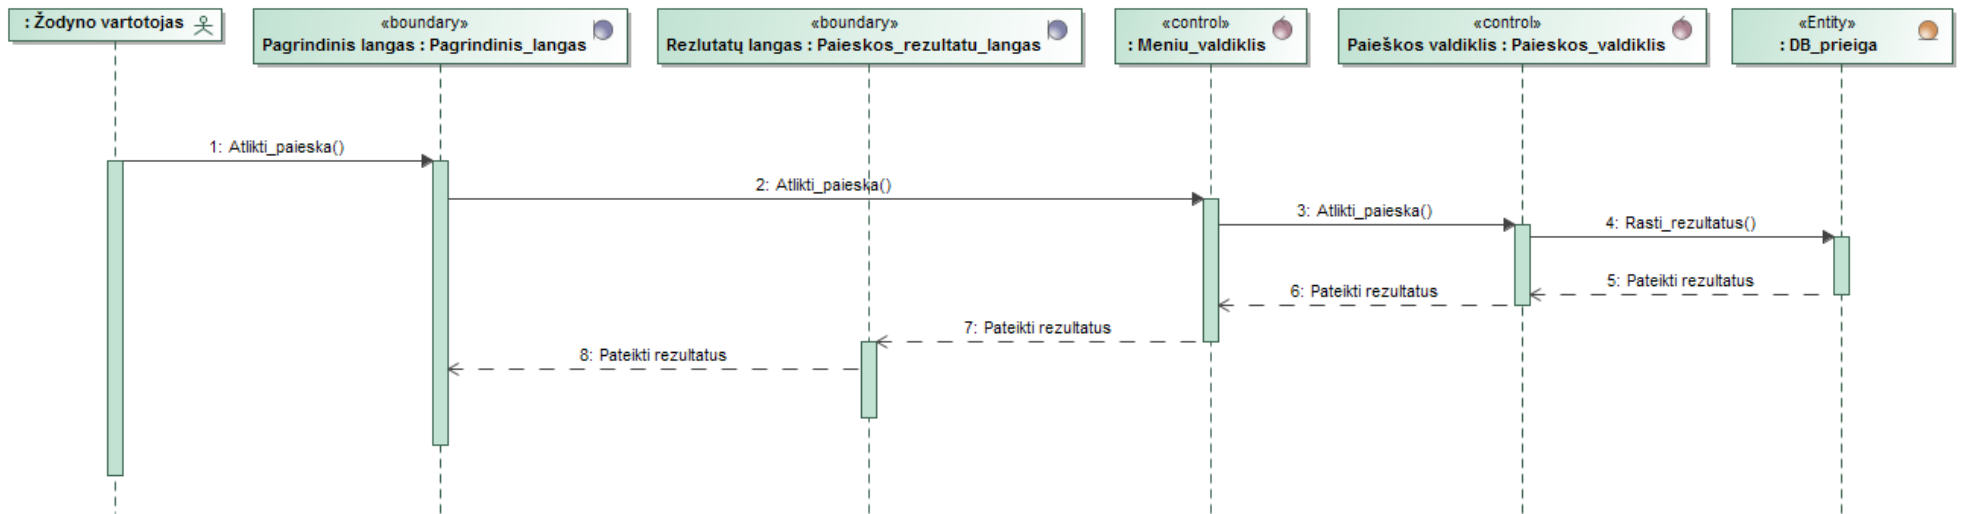 : Žodyno vartotojas
«boundary»
Pagrindinis langas : Pagrindinis_langas
«boundary»
Rezlutatų langas : Paieskos_rezultatu_langas
«control»
: Meniu_valdiklis
«control»
Paieškos valdiklis : Paieskos_valdiklis
«Entity»
: DB_prieiga
1: Atlikti_paieska()
2: Atlikti_paieska()
3: Atlikti_paieska()
4: Rasti_rezultatus()
5: Pateikti rezultatus
6: Pateikti rezultatus
7: Pateikti rezultatus
8: Pateikti rezultatus